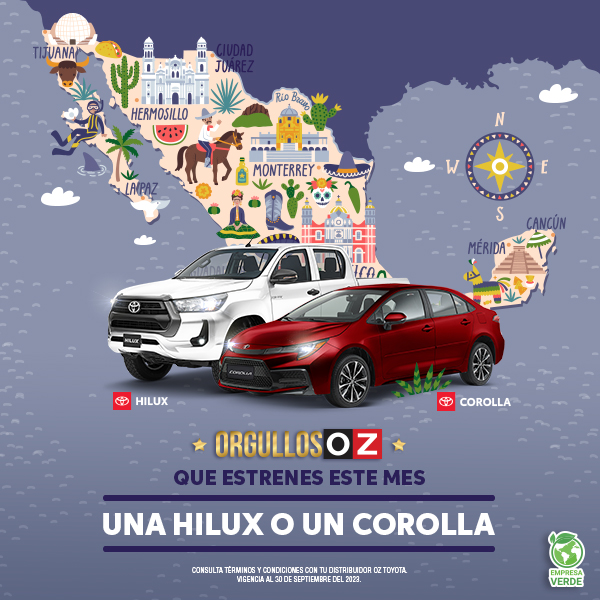 TIJUANA
CIUDAD
JUÁREZ
HERMOSILLO
Río Bravo
MONTERREY
LA PAZ
N
W
E
S
CANCÚN
MÉRIDA
HILUX
COROLLA
HILUX
COROLLA
ORGULLOSOZ
QUE ESTRENES ESTE MES
UNA HILUX O UN COROLLA
CONSULTA TÉRMINOS Y CONDICIONES CON TU DISTRIBUIDOR OZ TOYOTA.
VIGENCIA AL 30 DE SEPTIEMBRE DEL 2023.
EMPRESA
VERDE